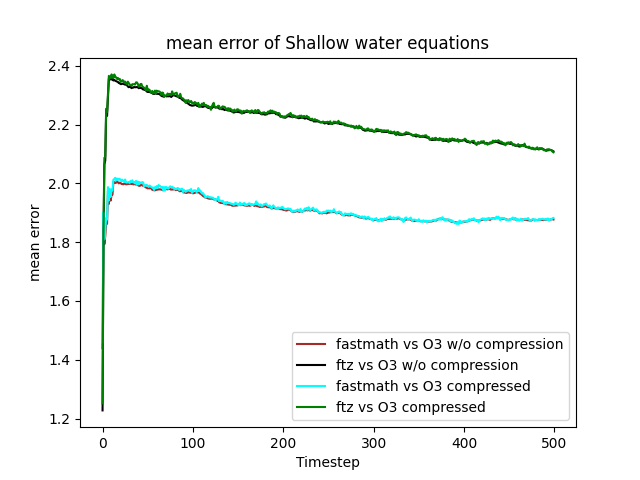 mean error of Shallow water equations
mean error
2.4
2.2
2.0
1.8
1.6
1.4
1.2
fastmath vs O3 w/o compression
ftz vs O3 w/o compression
fastmath vs O3 compressed
ftz vs O3 compressed
0 100 200 300 400 500
Timestep